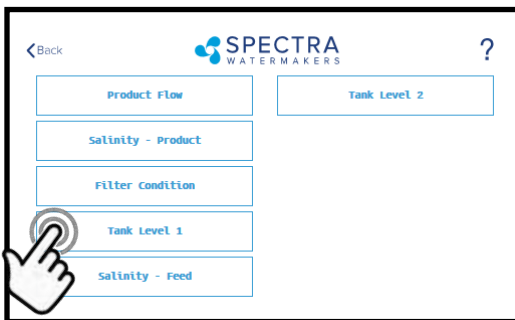 Back
SPECTRA
WATERMAKERS
?
Product Flow
Tank Level 2
Salinity - Product
Filter Condition
Tank Level 1
Salinity - Feed